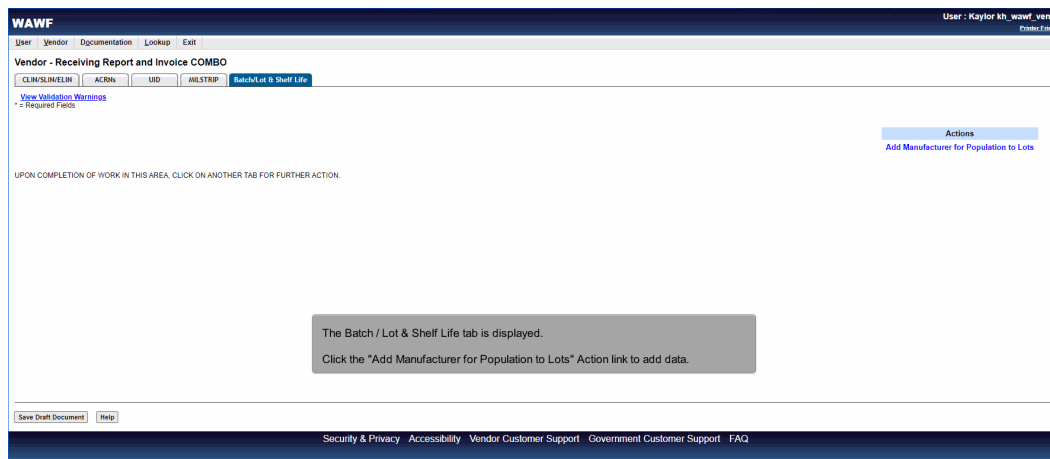 WAWF
User : Kaylor kh_wawf_ven
Printer Frie
User Vendor Documentation Lookup Exit
Vendor - Receiving Report and Invoice COMBO
CLIN/SLIN/ELIN ACRNs UID MILSTRIP Batch/Lot & Shelf Life
View Validation Warnings
* = Required Fields
Actions
Add Manufacturer for Population to Lots
UPON COMPLETION OF WORK IN THIS AREA, CLICK ON ANOTHER TAB FOR FURTHER ACTION.
The Batch / Lot & Shelf Life tab is displayed.
Click the "Add Manufacturer for Population to Lots" Action link to add data.
Save Draft Document Help
Security & Privacy Accessibility Vendor Customer Support Government Customer Support FAQ